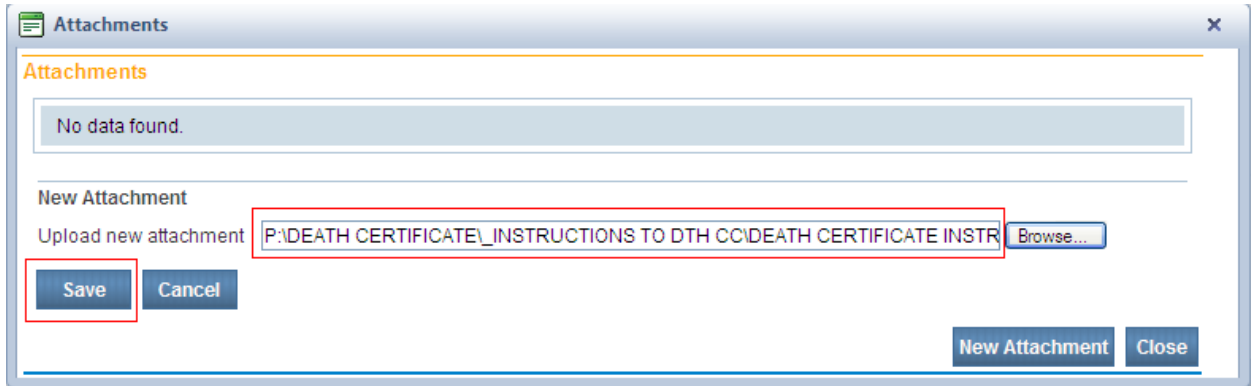 Attachments
Attachments
No data found.
New Attachment
Upload new attachment P:\DEATH CERTIFICATE\_INSTRUCTIONS TO DTH CC\DEATH CERTIFICATE INSTR Browse...
Save Cancel
New Attachment Close